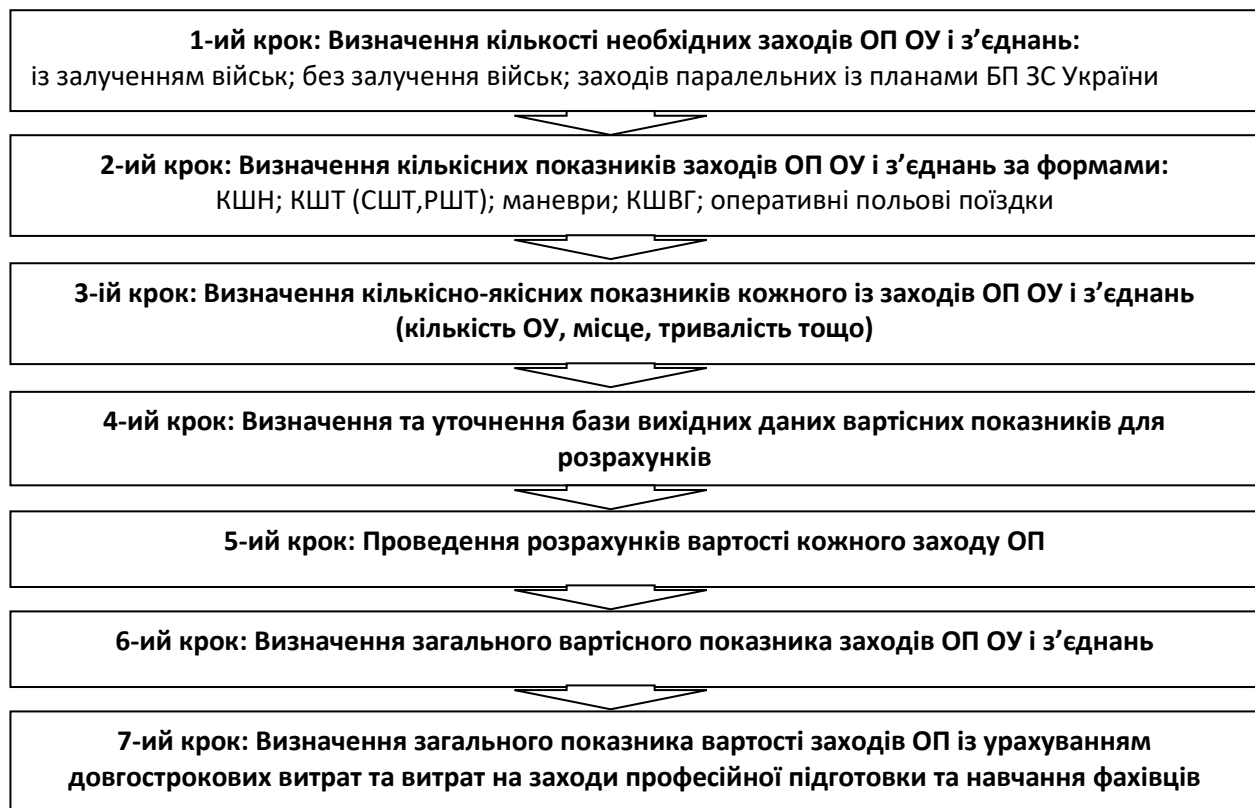 1-ий крок: Визначення кількості необхідних заходів ОП ОУ і з’єднань:
із залученням військ; без залучення військ; заходів паралельних із планами БП ЗС України
2-ий крок: Визначення кількісних показників заходів ОП ОУ і з’єднань за формами:
КШН; КШТ (СШТ,РШТ); маневри; КШВГ; оперативні польові поїздки
3-ій крок: Визначення кількісно-якісних показників кожного із заходів ОП ОУ і з’єднань
(кількість ОУ, місце, тривалість тощо)
4-ий крок: Визначення та уточнення бази вихідних даних вартісних показників для
розрахунків
5-ий крок: Проведення розрахунків вартості кожного заходу ОП
6-ий крок: Визначення загального вартісного показника заходів ОП ОУ і з’єднань
7-ий крок: Визначення загального показника вартості заходів ОП із урахуванням
довгострокових витрат та витрат на заходи професійної підготовки та навчання фахівців